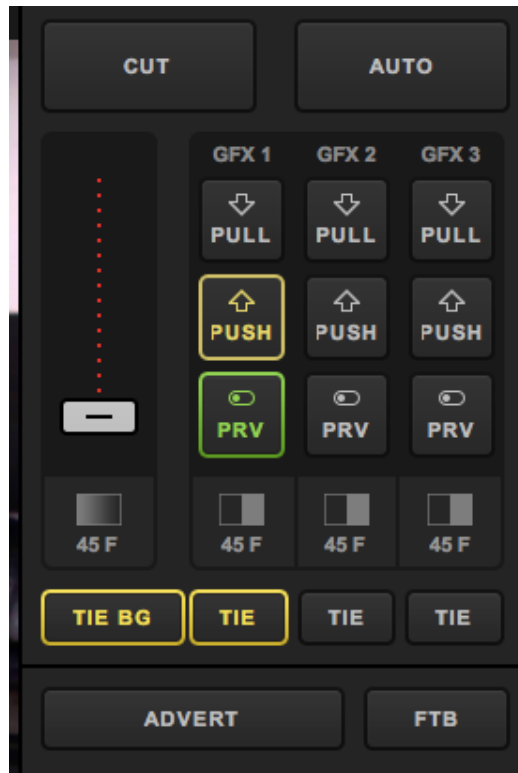 CUT AUTO
GFX 1 GFX 2 GFX 3
PULL PULL PULL
PUSH PUSH PUSH
PRV PRV PRV
45 F 45 F 45 F 45 F
TIE BG TIE TIE TIE
ADVERT FTB